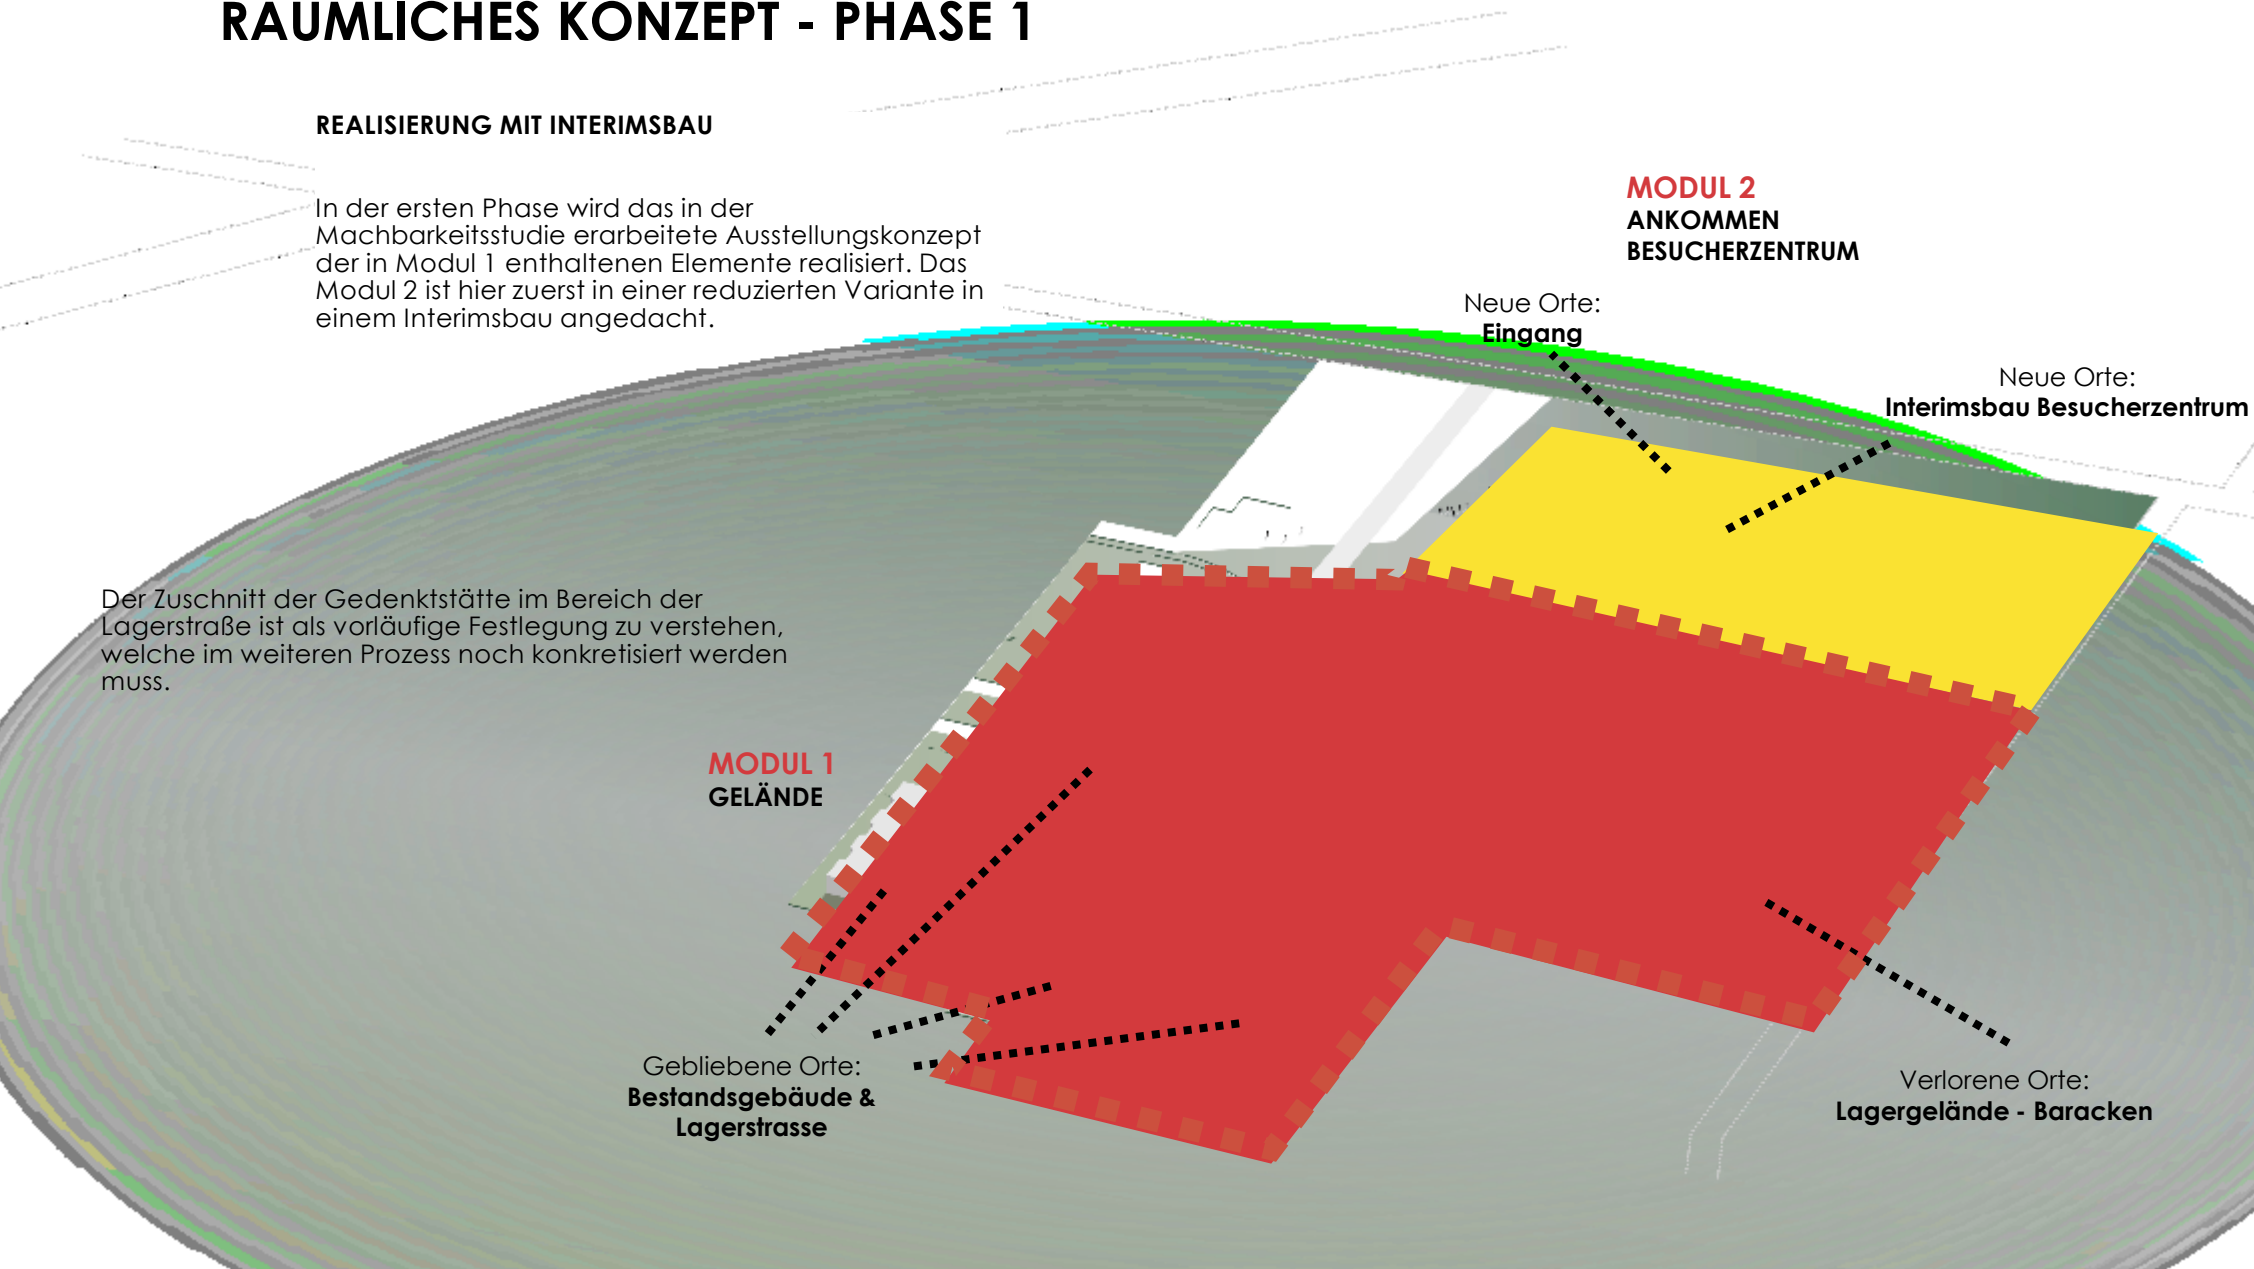 RÄUMLICHES KONZEPT - PHASE 1
REALISIERUNG MIT INTERIMSBAU
In der ersten Phase wird das in der
Machbarkeitsstudie erarbeitete Ausstellungskonzept
der in Modul 1 enthaltenen Elemente realisiert. Das
Modul 2 ist hier zuerst in einer reduzierten Variante in
einem Interimsbau angedacht.
MODUL 2
ANKOMMEN
BESUCHERZENTRUM
Neue Orte:
Eingang
Neue Orte:
Interimsbau Besucherzentrum
Der Zuschnitt der Gedenktstätte im Bereich der
Lagerstraße ist als vorläufige Festlegung zu verstehen,
welche im weiteren Prozess noch konkretisiert werden
muss.
MODUL 1
GELÄNDE
Gebliebene Orte:
Bestandsgebäude &
Lagerstrasse
Verlorene Orte:
Lagergelände - Baracken